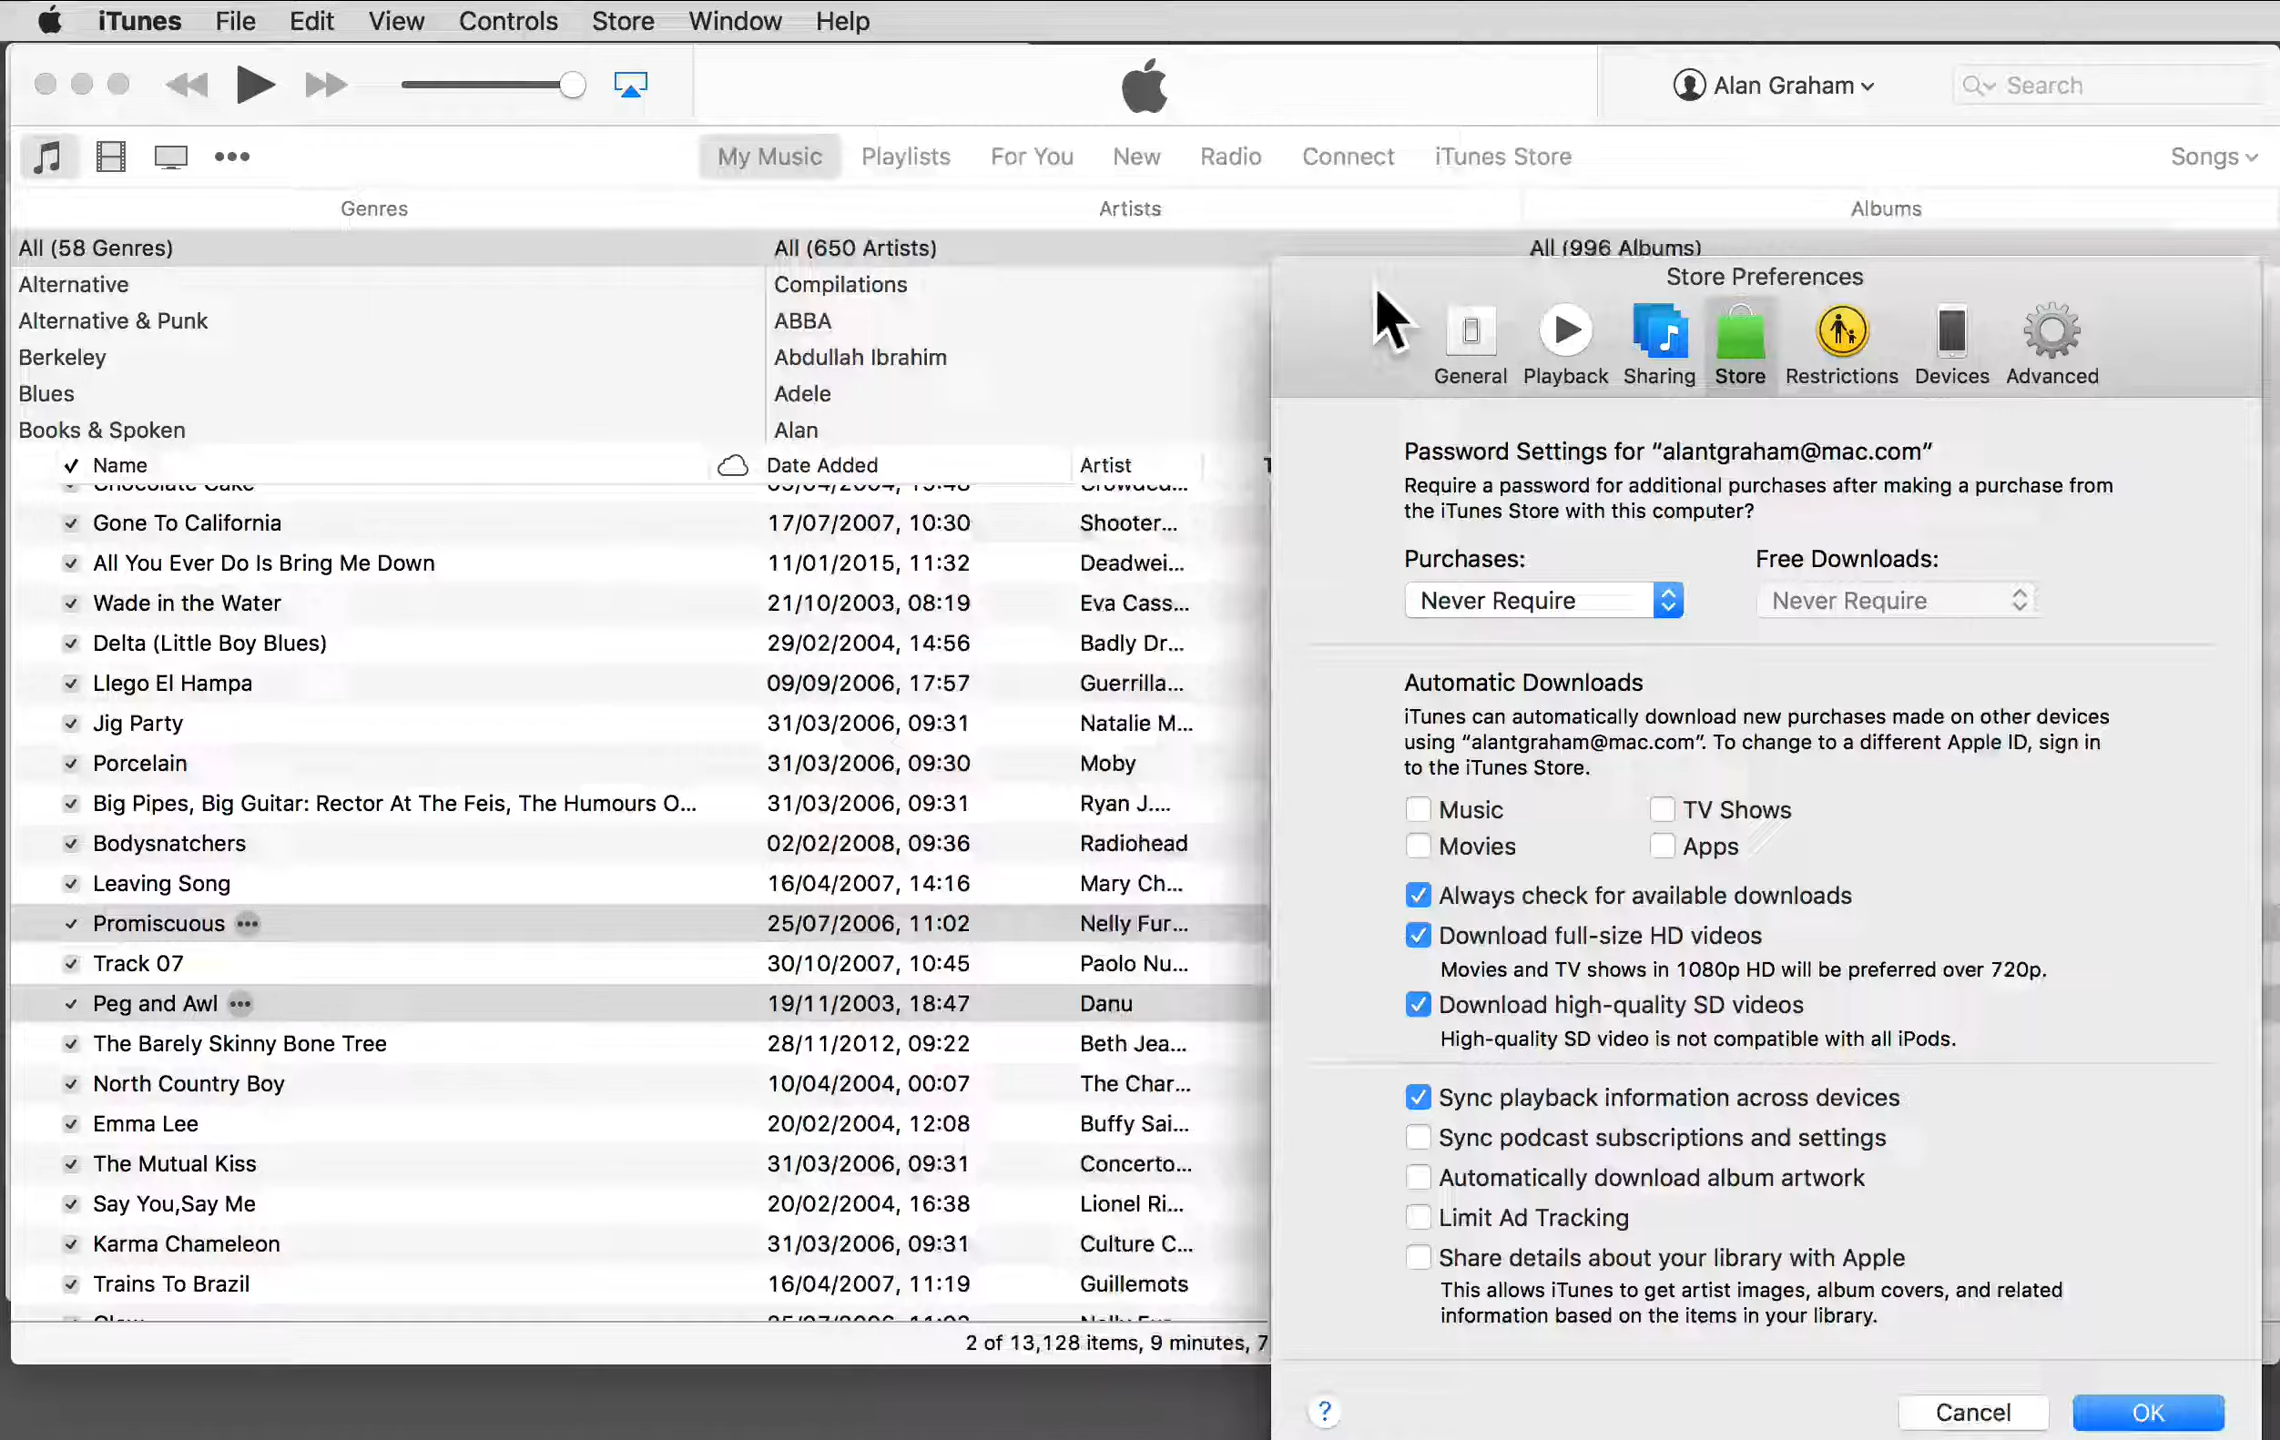 iTunes File Edit View Controls Store Window Help
Alan Graham
Search
My Music Playlists For You New Radio Connect iTunes Store
Songs
Genres Artists Albums
All (58 Genres) All (650 Artists) All (996 Albums)
Alternative Compilations
Alternative & Punk ABBA
Berkeley Abdullah Ibrahim
Blues Adele
Books & Spoken Alan
Name Date Added Artist
Chocolate Cake
Gone To California 17/07/2007, 10:30 Shooter...
All You Ever Do Is Bring Me Down 11/01/2015, 11:32 Deadwei...
Wade in the Water 21/10/2003, 08:19 Eva Cass...
Delta (Little Boy Blues) 29/02/2004, 14:56 Badly Dr...
Llego El Hampa 09/09/2006, 17:57 Guerrilla...
Jig Party 31/03/2006, 09:31 Natalie M...
Porcelain 31/03/2006, 09:30 Moby
Big Pipes, Big Guitar: Rector At The Feis, The Humours O... 31/03/2006, 09:31 Ryan J....
Bodysnatchers 02/02/2008, 09:36 Radiohead
Leaving Song 16/04/2007, 14:16 Mary Ch...
Promiscuous 25/07/2006, 11:02 Nelly Fur...
Track 07 30/10/2007, 10:45 Paolo Nu...
Peg and Awl 19/11/2003, 18:47 Danu
The Barely Skinny Bone Tree 28/11/2012, 09:22 Beth Jea...
North Country Boy 10/04/2004, 00:07 The Char...
Emma Lee 20/02/2004, 12:08 Buffy Sai...
The Mutual Kiss 31/03/2006, 09:31 Concerto...
Say You,Say Me 20/02/2004, 16:38 Lionel Ri...
Karma Chameleon 31/03/2006, 09:31 Culture C...
Trains To Brazil 16/04/2007, 11:19 Guillemots
2 of 13,128 items, 9 minutes, 7
Store Preferences
General Playback Sharing Store Restrictions Devices Advanced
Password Settings for “alantgraham@mac.com”
Require a password for additional purchases after making a purchase from
the iTunes Store with this computer?
Purchases: Free Downloads:
Never Require Never Require
Automatic Downloads
iTunes can automatically download new purchases made on other devices
using “alantgraham@mac.com”. To change to a different Apple ID, sign in
to the iTunes Store.
Music TV Shows
Movies Apps
Always check for available downloads
Download full-size HD videos
Movies and TV shows in 1080p HD will be preferred over 720p.
Download high-quality SD videos
High-quality SD video is not compatible with all iPods.
Sync playback information across devices
Sync podcast subscriptions and settings
Automatically download album artwork
Limit Ad Tracking
Share details about your library with Apple
This allows iTunes to get artist images, album covers, and related
information based on the items in your library.
? Cancel OK